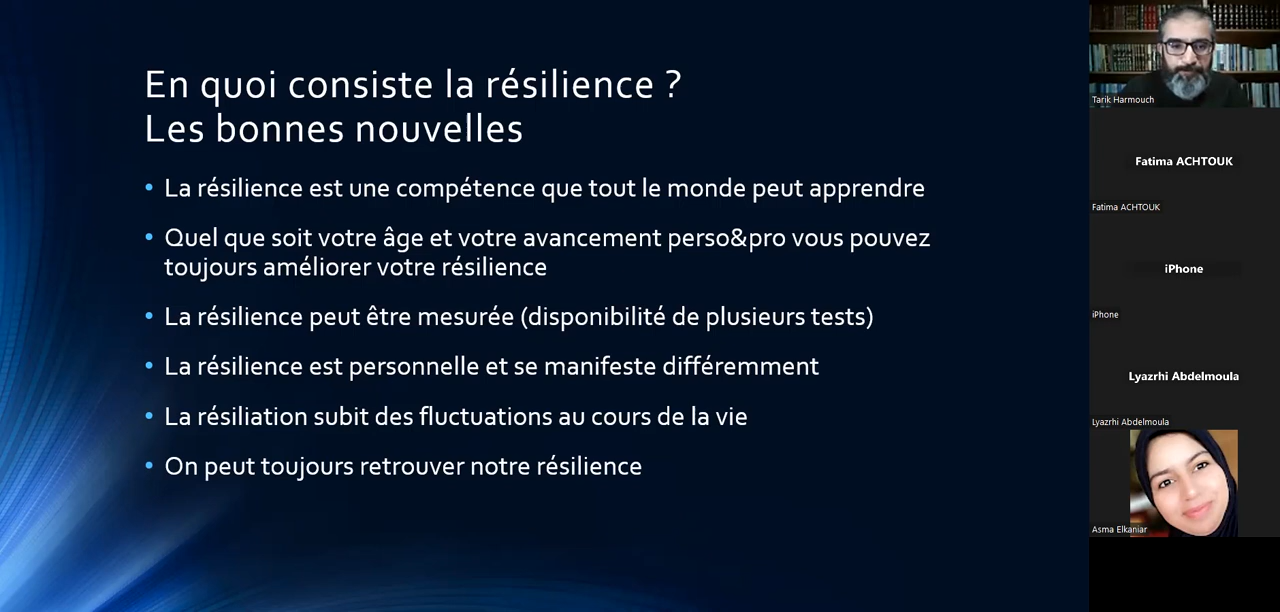 En quoi consiste la résilience ?
Les bonnes nouvelles
• La résilience est une compétence que tout le monde peut apprendre
• Quel que soit votre âge et votre avancement perso&pro vous pouvez
toujours améliorer votre résilience
• La résilience peut être mesurée (disponibilité de plusieurs tests)
• La résilience est personnelle et se manifeste différemment
• La résiliation subit des fluctuations au cours de la vie
• On peut toujours retrouver notre résilience
Tarik Harmouch
Fatima ACHTOUK
Fatima ACHTOUK
iPhone
iPhone
Lyazrhi Abdelmoula
Lyazrhi Abdelmoula
Asma Elkaniar